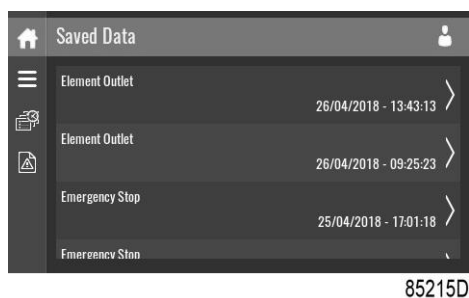 Saved Data
Element Outlet
26/04/2018 - 13:43:13
Element Outlet
26/04/2018 - 09:25:23
Emergency Stop
25/04/2018 - 17:01:18
Emergency Stop
85215D